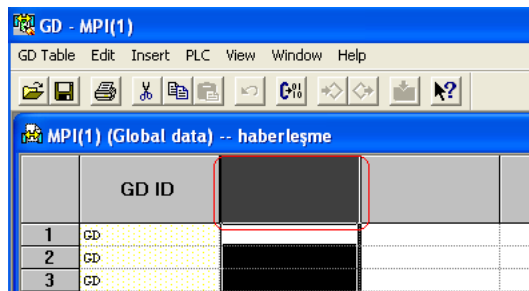 GD - MPI(1)
GD Table Edit Insert PLC View Window Help
MPI(1) (Global data) -- haberleşme
GD ID
1 GD
2 GD
3 GD